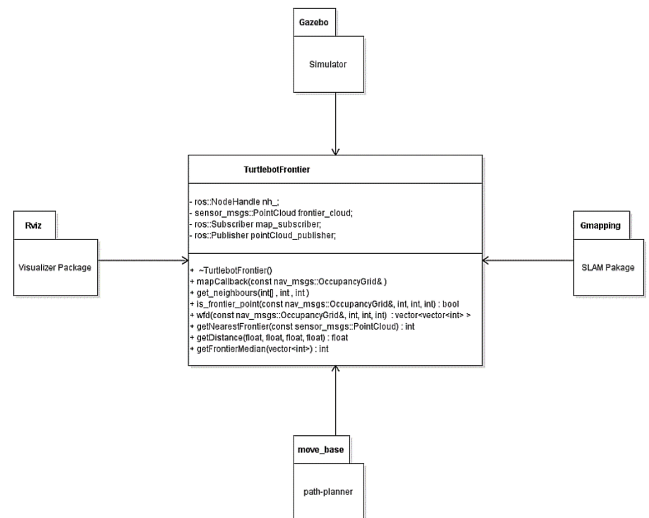 Gazebo
Simulator
TurtlebotFrontier
- ros::NodeHandle nh_;
- sensor_msgs::PointCloud frontier_cloud;
- ros::Subscriber map_subscriber;
- ros::Publisher pointCloud_publisher;
Rviz
Visualizer Package
Gmapping
SLAM Pakage
+ ~TurtlebotFrontier()
+ mapCallback(const nav_msgs::OccupancyGrid& )
+ get_neighbours(int[] , int , int )
+ is_frontier_point(const nav_msgs::OccupancyGrid&, int, int, int) : bool
+ wfd(const nav_msgs::OccupancyGrid&, int, int, int) : vector<vector<int> >
+ getNearestFrontier(const sensor_msgs::PointCloud) : int
+ getDistance(float, float, float, float) : float
+ getFrontierMedian(vector<int>) : int
move_base
path-planner